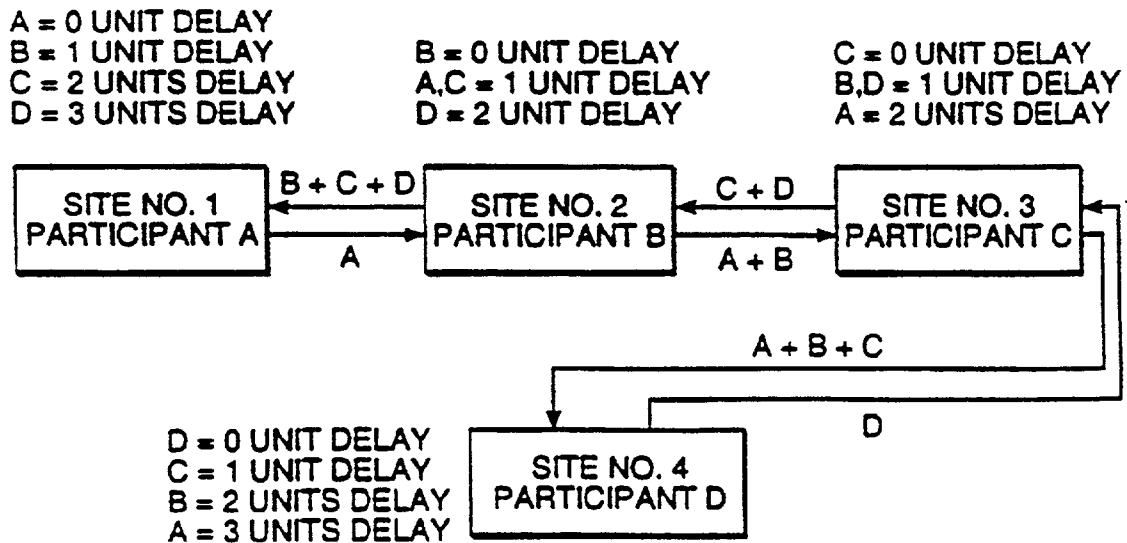 A = 0 UNIT DELAY
B = 1 UNIT DELAY
C = 2 UNITS DELAY
D = 3 UNITS DELAY
B = 0 UNIT DELAY
A,C = 1 UNIT DELAY
D = 2 UNIT DELAY
C = 0 UNIT DELAY
B,D = 1 UNIT DELAY
A = 2 UNITS DELAY
SITE NO. 1
PARTICIPANT A
B + C + D
A
SITE NO. 2
PARTICIPANT B
C + D
A + B
SITE NO. 3
PARTICIPANT C
A + B + C
D
D = 0 UNIT DELAY
C = 1 UNIT DELAY
B = 2 UNITS DELAY
A = 3 UNITS DELAY
SITE NO. 4
PARTICIPANT D